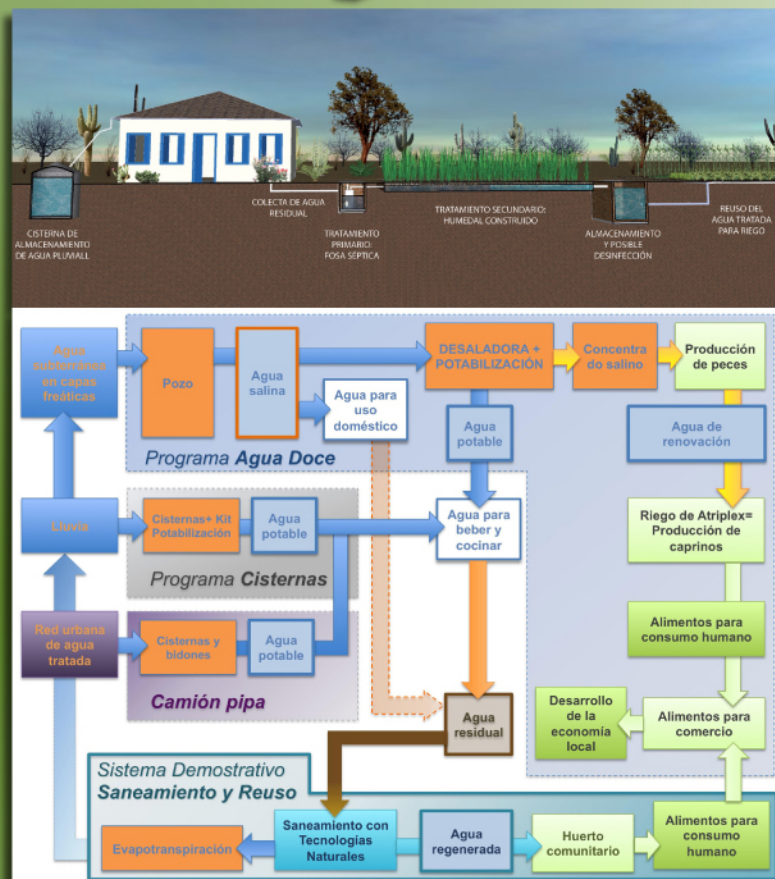 CISTERNA DE
ALMACENAMIENTO
DE AGUA PLUVIALL
COLECTA DE AGUA
RESIDUAL
TRATAMIENTO
PRIMARIO:
FOSA SÉPTICA
TRATAMIENTO SECUNDARIO:
HUMEDAL CONSTRUIDO
ALMACENAMIENTO
Y POSIBLE
DESINFECCIÓN
REUSO DEL
AGUA TRATADA
PARA RIEGO
Agua
subterranea
en capas
freáticas
Pozo
Agua
salina
Agua para
uso
doméstico
DESALADORA +
POTABILIZACIÓN
Concentra
do salino
Producción
de peces
Agua
potable
Agua de
renovación
Programa Agua Doce
Lluvia
Cisternas+ Kit
Potabilización
Agua
potable
Agua para
beber y
cocinar
Riego de Atriplex=
Producción de
caprinos
Programa Cisternas
Red urbana
de agua
tratada
Cisternas y
bidones
Agua
potable
Alimentos para
consumo humano
Camión pipa
Agua
residual
Desarrollo
de la
economía
local
Alimentos para
comercio
Sistema Demostrativo
Saneamiento y Reuso
Evapotranspiración
Saneamiento con
Tecnologías
Naturales
Agua
regenerada
Huerto
comunitario
Alimentos para
consumo
humano